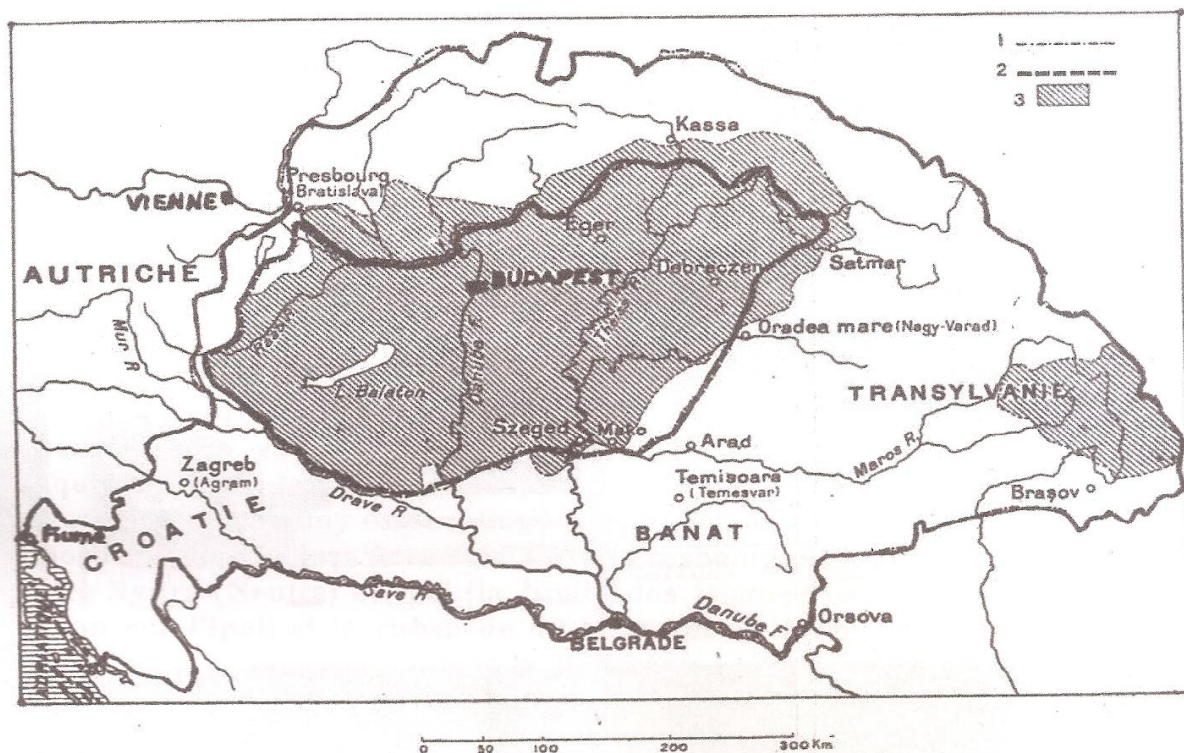 1
2
3
Kassa
Presbourg
(Bratislava)
VIENNE
Eger
AUTRICHE
BUDAPEST
Debreczen
Satmar
Mur R
Raab R.
Theiss R.
Oradea mare (Nagy-Varad)
Danube F.
L. Balaton
TRANSYLVANIE
Szeged
Mako
Arad
Maros R.
Zagreb
(Agram)
Temisoara
(Temesvar)
Brașov
Drave R
CROATIE
BANAT
Fiume
Save R
Danube F.
Orsova
BELGRADE
0 50 100 200 300 Km